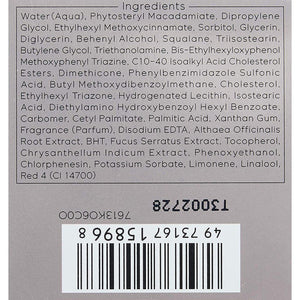 Ingredients
Water(Aqua), Phytosteryl Macadamiate, Dipropylene
Glycol, Ethylhexyl Methoxycinnamate, Sorbitol, Glycerin,
Diglycerin, Behenyl Alcohol, Squalane, Triisostearin,
Butylene Glycol, Triethanolamine, Bis-Ethylhexyloxyphenol
Methoxyphenyl Triazine, C10-40 Isoalkyl Acid Cholesterol
Esters, Dimethicone, Phenylbenzimidazole Sulfonic
Acid, Butyl Methoxydibenzoylmethane, Cholesterol,
Ethylhexyl Triazine, Hydrogenated Lecithin, Isostearic
Acid, Diethylamino Hydroxybenzoyl Hexyl Benzoate,
Carbomer, Cetyl Palmitate, Palmitic Acid, Xanthan Gum,
Fragrance (Parfum), Disodium EDTA, Althaea Officinalis
Root Extract, BHT, Fucus Serratus Extract, Tocopherol,
Chrysanthellum Indicum Extract, Phenoxyethanol,
Chlorphenesin, Potassium Sorbate, Limonene, Linalool,
Red 4 (CI 14700)
T3002728
7613K06C00
4 973167 158968